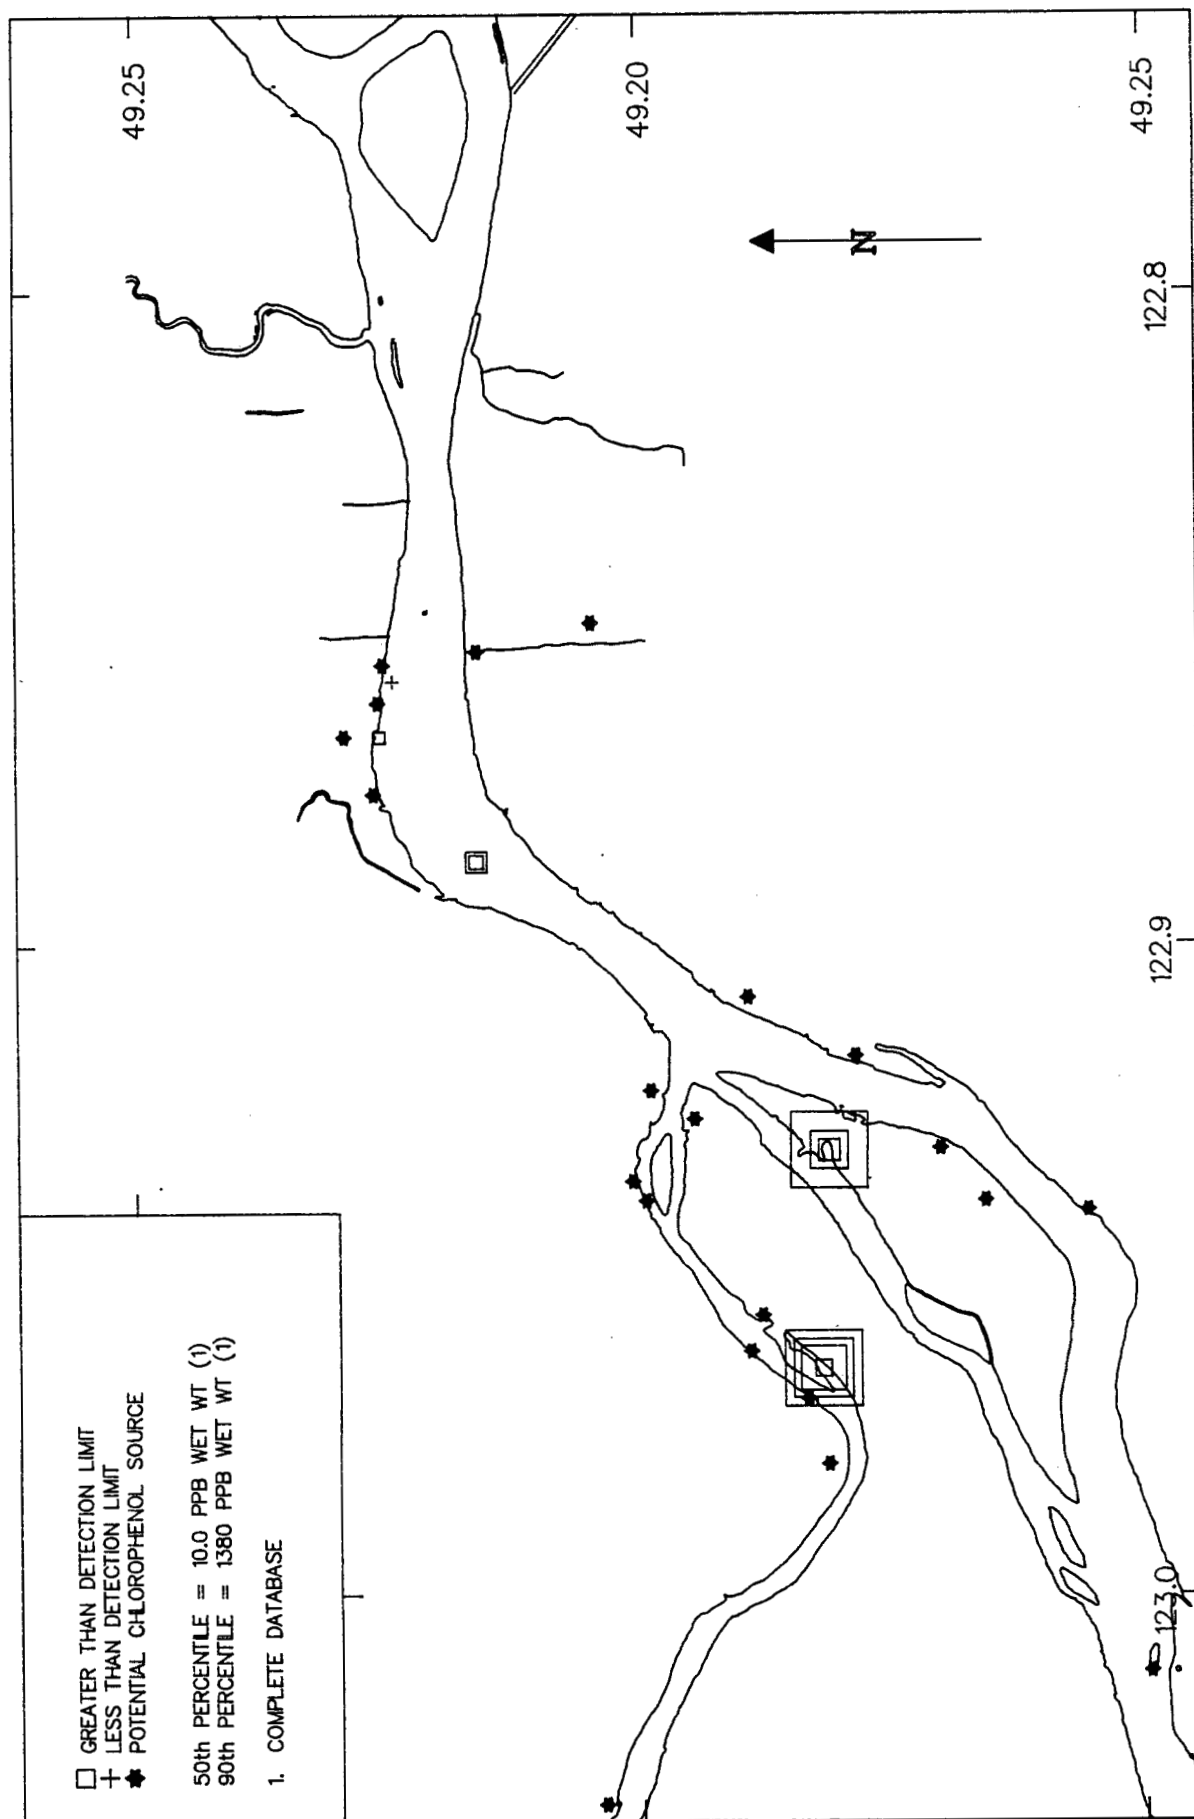 GREATER THAN DETECTION LIMIT
LESS THAN DETECTION LIMIT
POTENTIAL CHLOROPHENOL SOURCE
50th PERCENTILE = 10.0 PPB WET WT (1)
90th PERCENTILE = 1380 PPB WET WT (1)
1. COMPLETE DATABASE
49.25
49.20
49.25
N
123.0
122.9
122.8